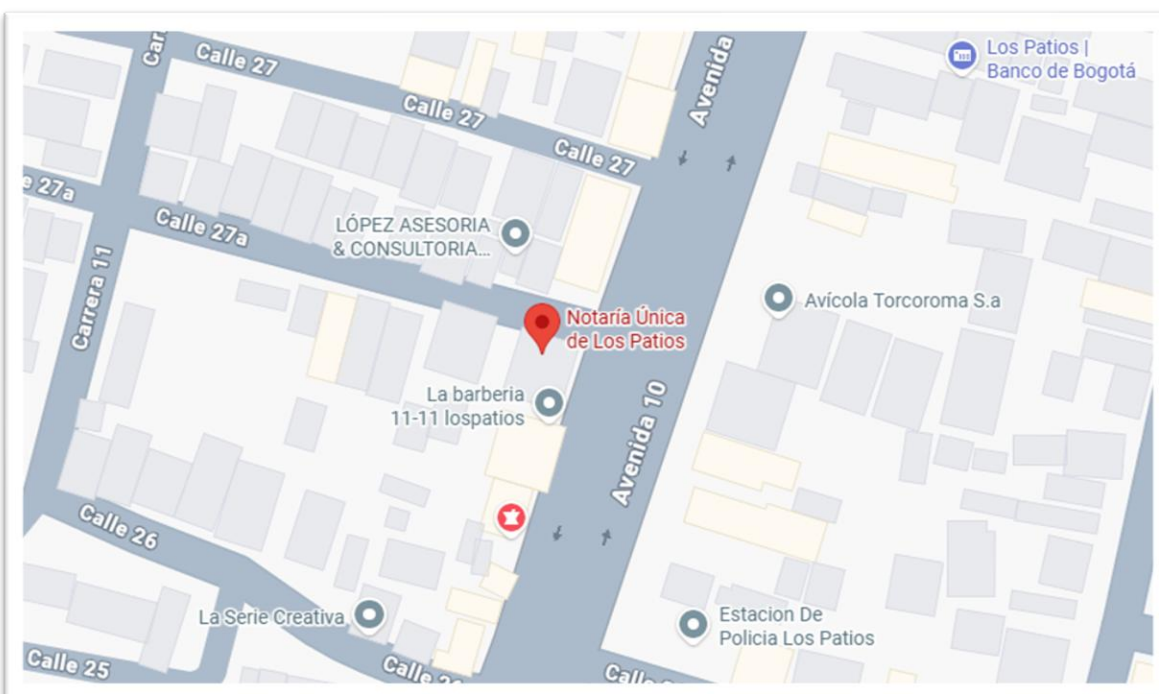 Los Patios |
Banco de Bogotá
Calle 27
Avenida
Calle 27
Calle 27
27a
Calle 27a
LÓPEZ ASESORIA
& CONSULTORIA...
Carrera 11
Avícola Torcoroma S.a
Notaría Única
de Los Patios
La barberia
11-11 lospatios
Avenida 10
Calle 26
La Serie Creativa
Estacion De
Policia Los Patios
Calle 25
Calle